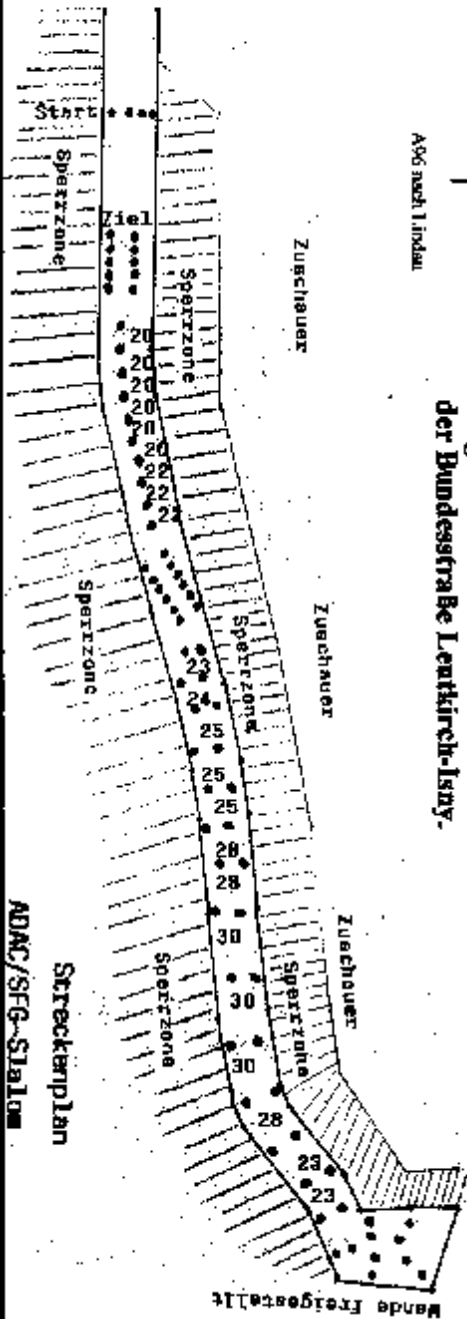 A96 nach Lindau
der Bundesstraße Leutkirch-Isny.
Start
Sperrzone
Ziel
Sperrzone
Zuschauer
20
20
20
20
20
20
22
22
22
Sperrzone
Sperrzone
Zuschauer
23
24
25
25
25
28
28
30
30
30
28
23
23
Sperrzone
Sperrzone
Zuschauer
Streckenplan
ADAC/SFG-Slalom
Wende Freigestellt